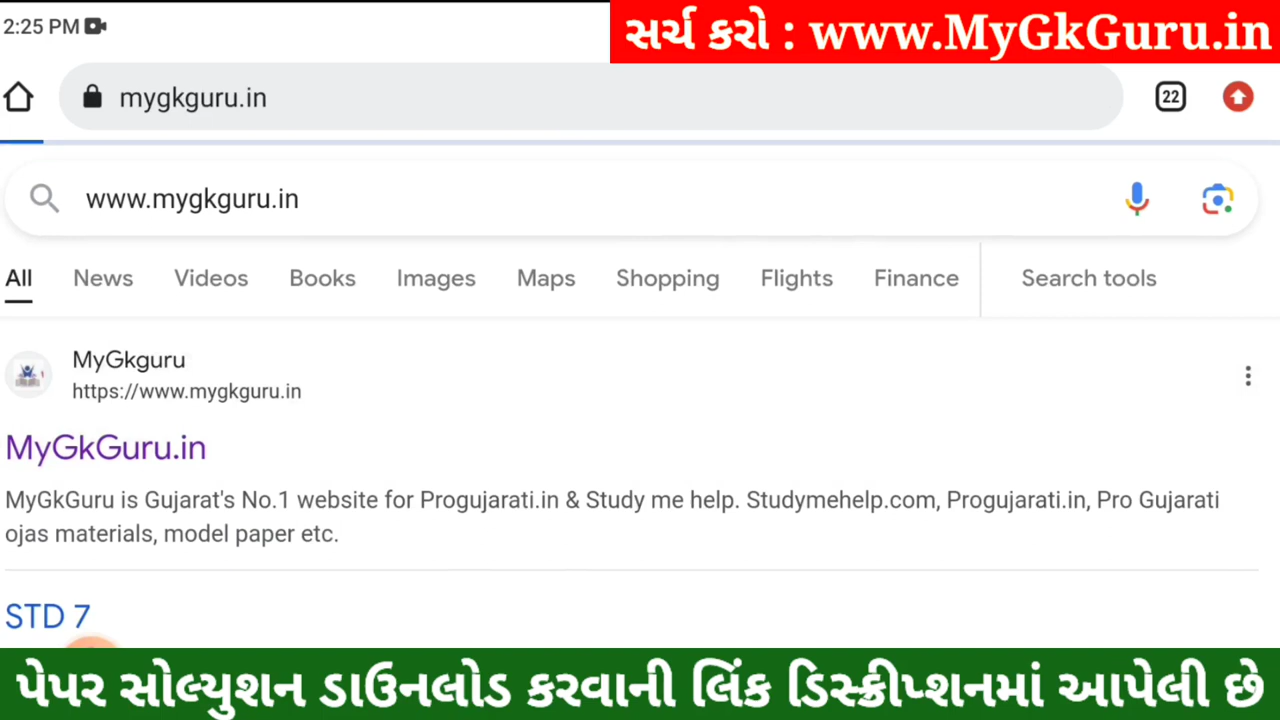 2:25 PM
સર્ચ કરો : www.MyGkGuru.in
mygkguru.in
22
www.mygkguru.in
All News Videos Books Images Maps Shopping Flights Finance Search tools
MyGkguru
https://www.mygkguru.in
MyGkGuru.in
MyGkGuru is Gujarat's No.1 website for Progujarati.in & Study me help. Studymehelp.com, Progujarati.in, Pro Gujarati
ojas materials, model paper etc.
STD 7
પેપર સોલ્યુશન ડાઉનલોડ કરવાની લિંક ડિસ્ક્રીપ્શનમાં આપેલી છે